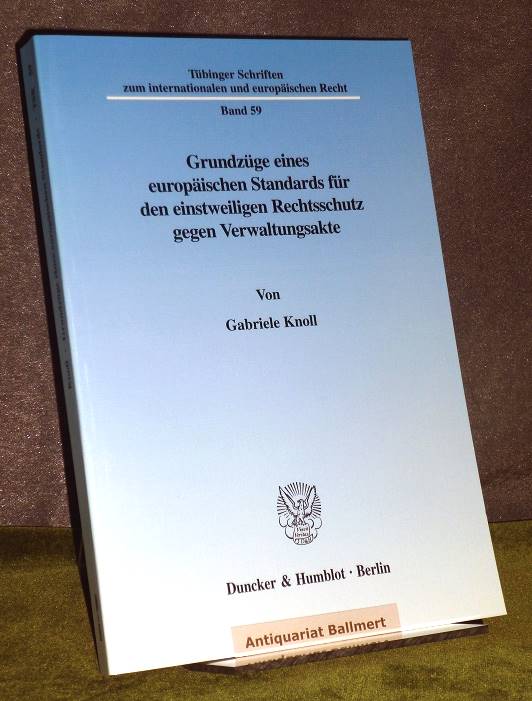 Tübinger Schriften
zum internationalen und europäischen Recht
Band 59
Grundzüge eines
europäischen Standards für
den einstweiligen Rechtsschutz
gegen Verwaltungsakte
Von
Gabriele Knoll
Duncker & Humblot · Berlin
Antiquariat Ballmert